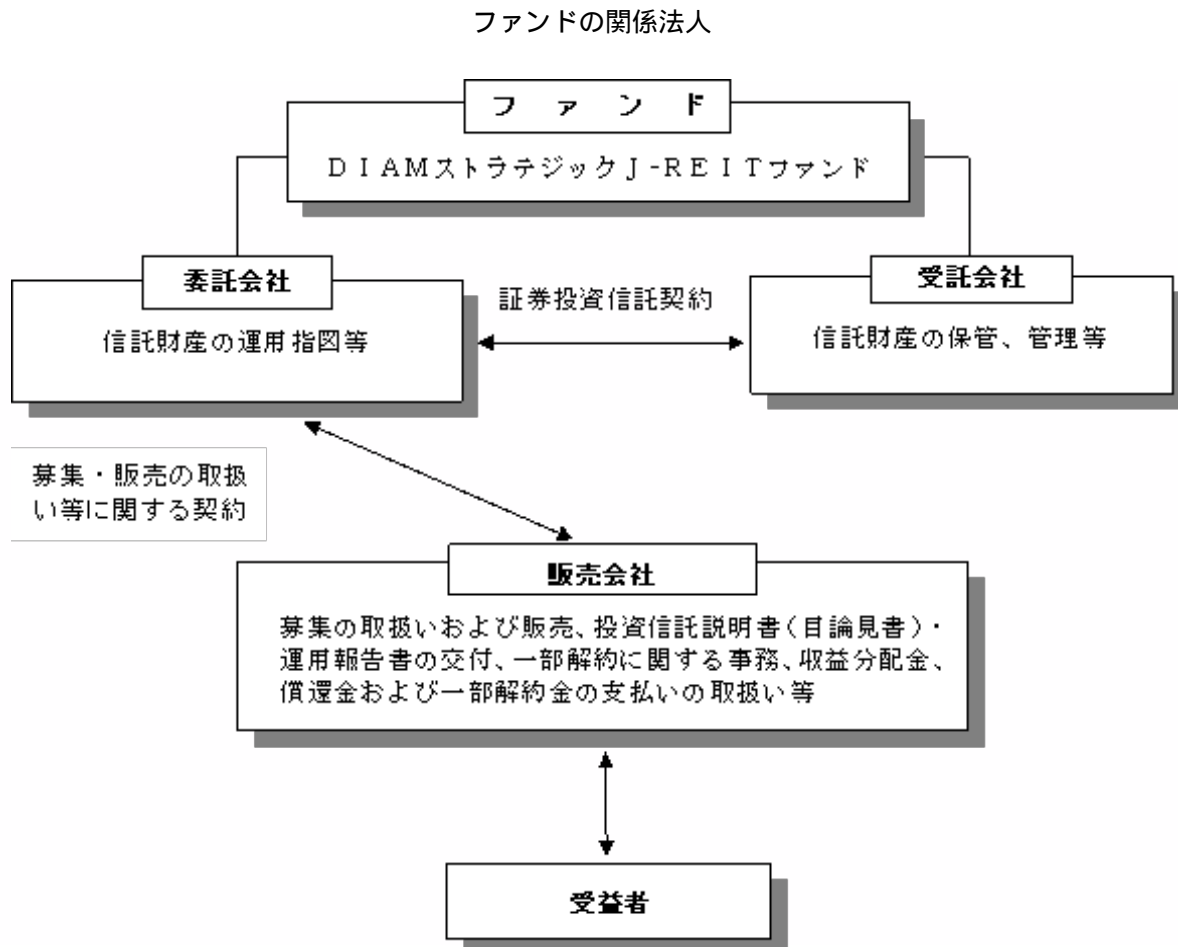 ファンドの関係法人
ファンド
DIAMストラテジックJ-REITファンド
委託会社
信託財産の運用指図等
証券投資信託契約
受託会社
信託財産の保管、管理等
募集・販売の取扱
い等に関する契約
販売会社
募集の取扱いおよび販売、投資信託説明書(目論見書)・
運用報告書の交付、一部解約に関する事務、収益分配金、
償還金および一部解約金の支払いの取扱い等
受益者